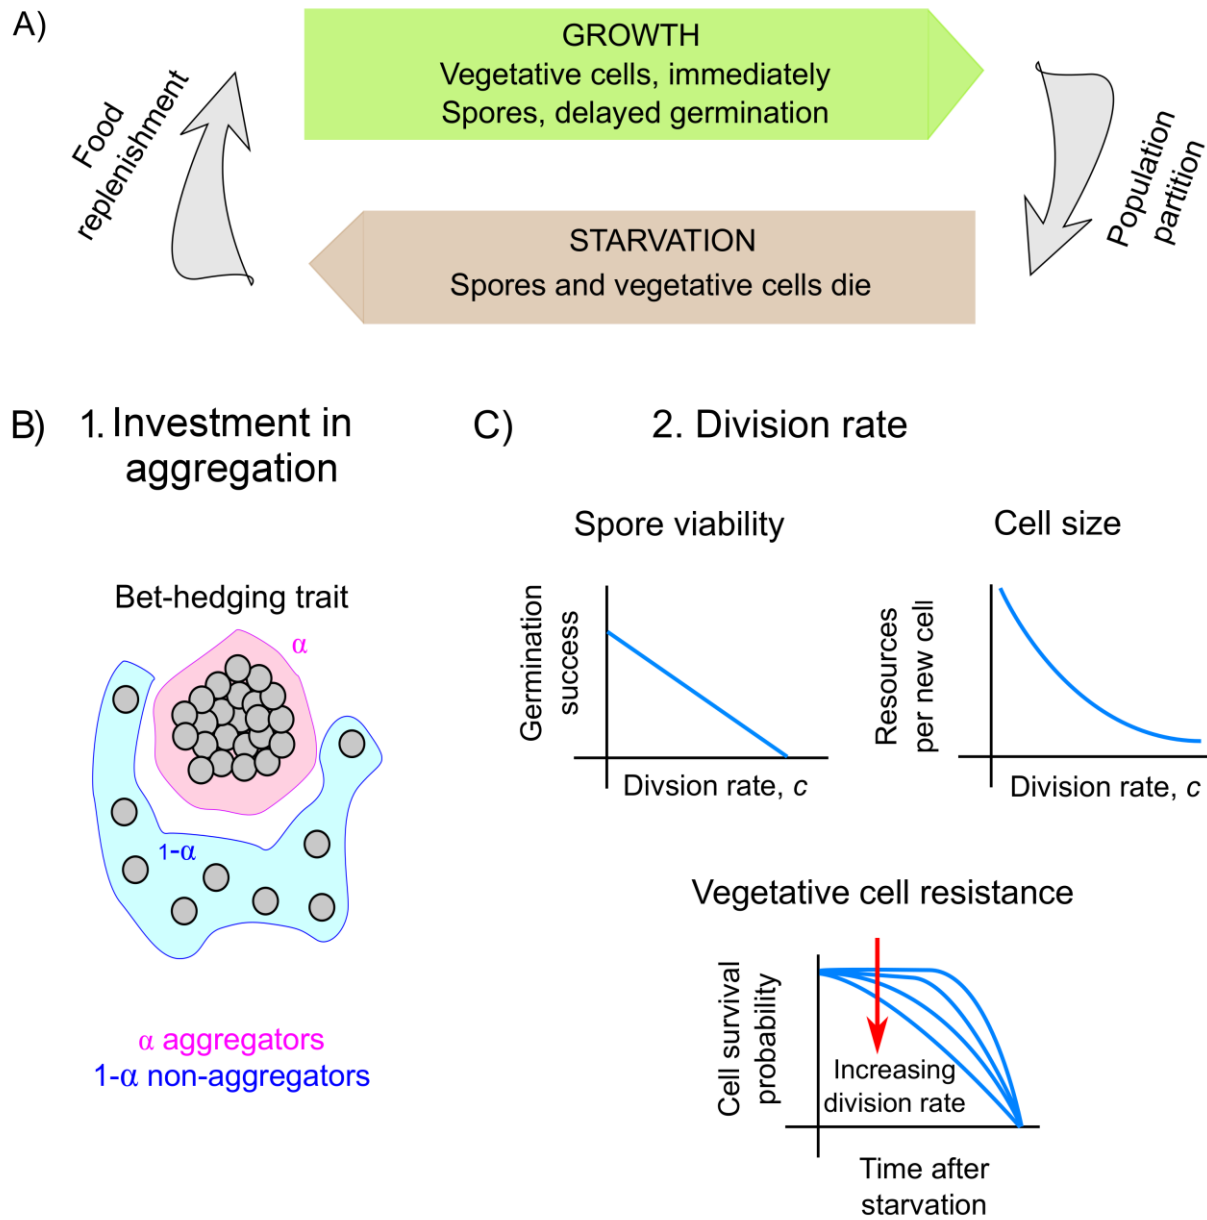 A)
GROWTH
Vegetative cells, immediately
Spores, delayed germination
Food
replenishment
Population
partition
STARVATION
Spores and vegetative cells die
B)
1. Investment in
aggregation
Bet-hedging trait
α
1-α
α aggregators
1-α non-aggregators
C)
2. Division rate
Spore viability
Germination
success
Divsion rate, c
Cell size
Resources
per new cell
Division rate, c
Vegetative cell resistance
Cell survival
probability
Increasing
division rate
Time after
starvation